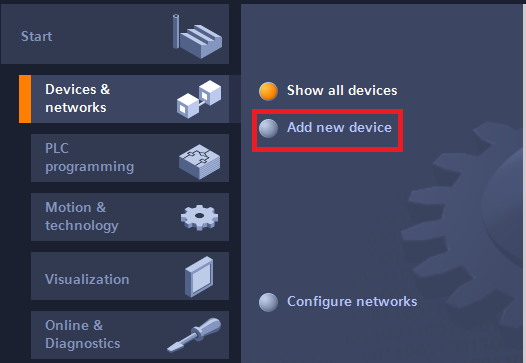 Start
Devices &
networks
PLC
programming
Motion &
technology
Visualization
Online &
Diagnostics
Show all devices
Add new device
Configure networks